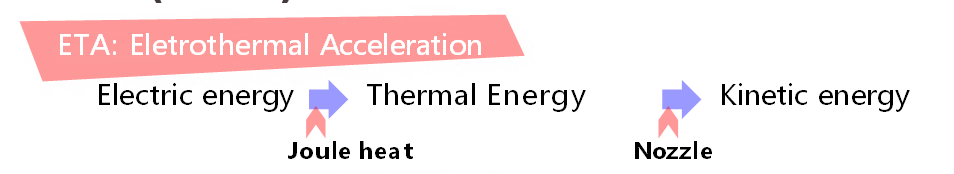 ETA: Eletrothermal Acceleration
Electric energy Thermal Energy Kinetic energy
Joule heat Nozzle